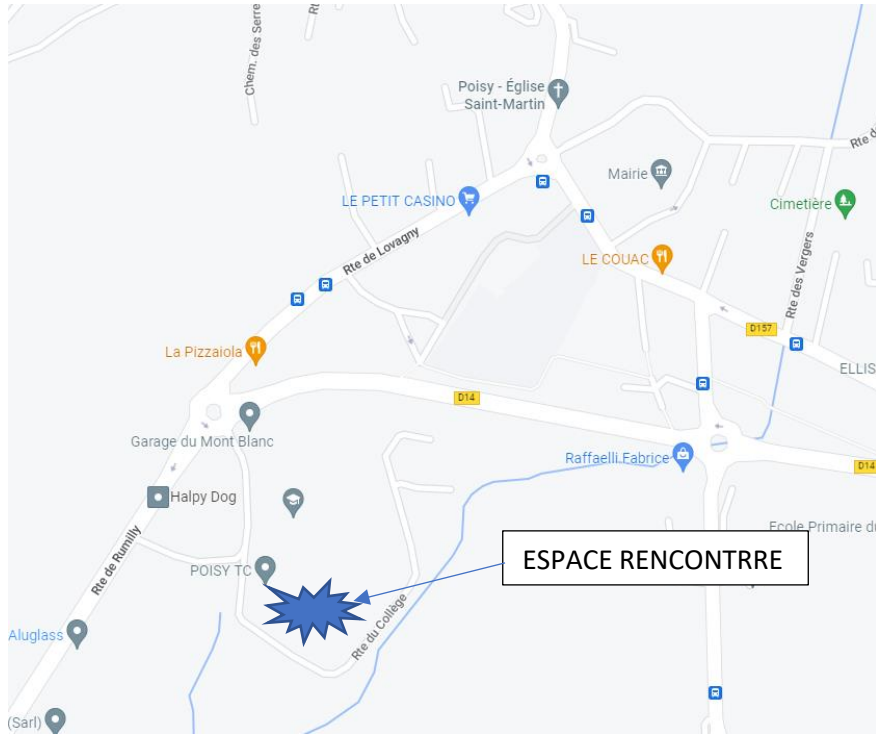 Chem. des Serre
Poisy - Église
Saint-Martin
Mairie
Cimetière
LE PETIT CASINO
Rte de Lovagny
LE COUAC
Rte des Vergers
D157
La Pizzaiola
ELLIS
D14
Garage du Mont Blanc
Raffaelli Fabrice
D14
Halpy Dog
Ecole Primaire du
ESPACE RENCONTRRE
Rte de Rumilly
POISY TC
Rte du Collège
Aluglass
(Sarl)